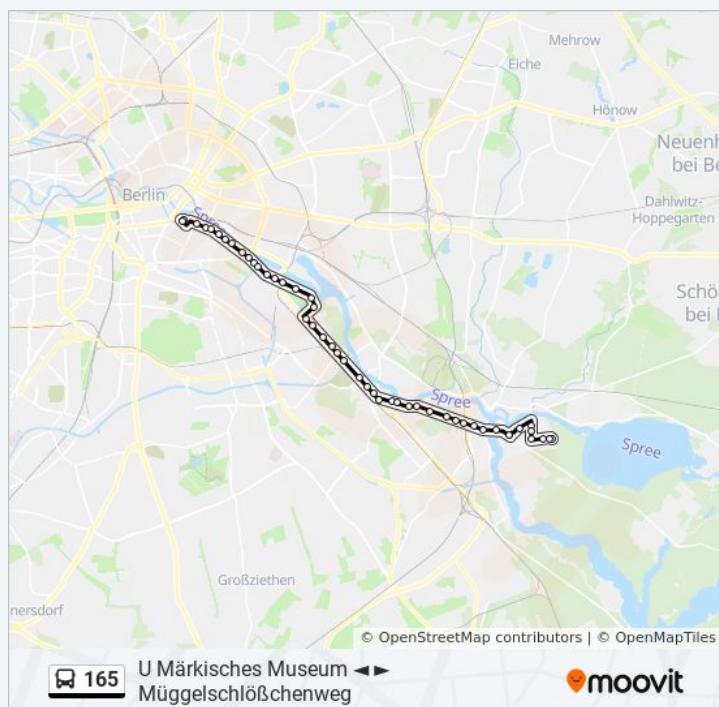 Mehrow
Eiche
Hönow
Neuenh
bei Be
Berlin
Dahlwitz-
Hoppegarten
Spree
Schö
bei
Spree
Spree
Großziethen
nersdorf
© OpenStreetMap contributors | © OpenMapTiles
165
U Märkisches Museum ◄►
Müggelschlößchenweg
moovit